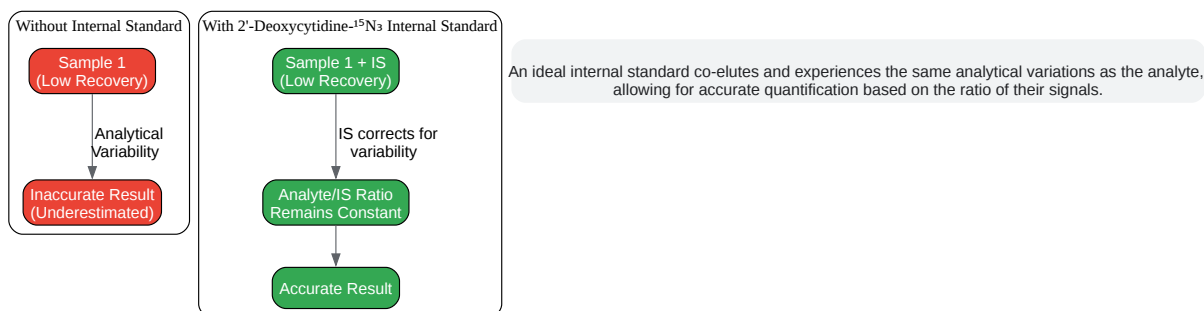 Without Internal Standard
Sample 1
(Low Recovery)
Analytical
Variability
Inaccurate Result
(Underestimated)
With 2'-Deoxycytidine-¹⁵N₃ Internal Standard
Sample 1 + IS
(Low Recovery)
IS corrects for
variability
Analyte/IS Ratio
Remains Constant
Accurate Result
An ideal internal standard co-elutes and experiences the same analytical variations as the analyte,
allowing for accurate quantification based on the ratio of their signals.